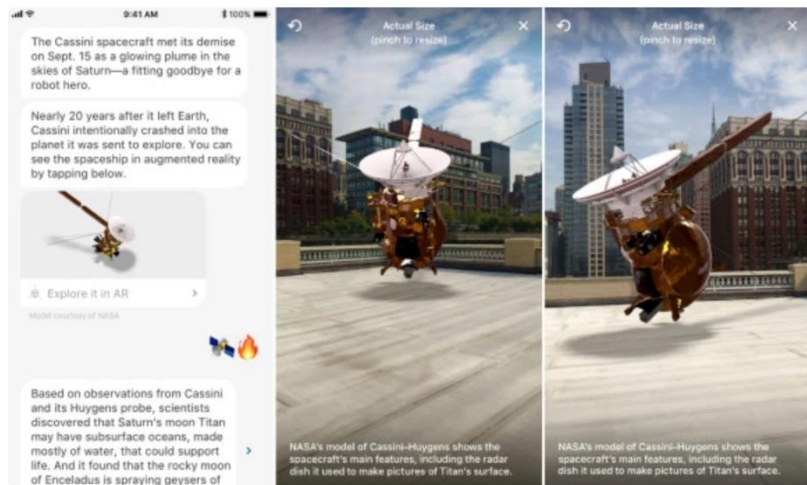 9:41 AM
100%
The Cassini spacecraft met its demise
on Sept. 15 as a glowing plume in the
skies of Saturn—a fitting goodbye for a
robot hero.
Nearly 20 years after it left Earth,
Cassini intentionally crashed into the
planet it was sent to explore. You can
see the spaceship in augmented reality
by tapping below.
Explore it in AR
Model courtesy of NASA
Based on observations from Cassini
and its Huygens probe, scientists
discovered that Saturn's moon Titan
may have subsurface oceans, made
mostly of water, that could support
life. And it found that the rocky moon
of Enceladus is spraying geysers of
Actual Size
(pinch to resize)
NASA's model of Cassini–Huygens shows the
spacecraft's main features, including the radar
dish it used to make pictures of Titan's surface.
Actual Size
(pinch to resize)
NASA's model of Cassini–Huygens shows the
spacecraft's main features, including the radar
dish it used to make pictures of Titan's surface.